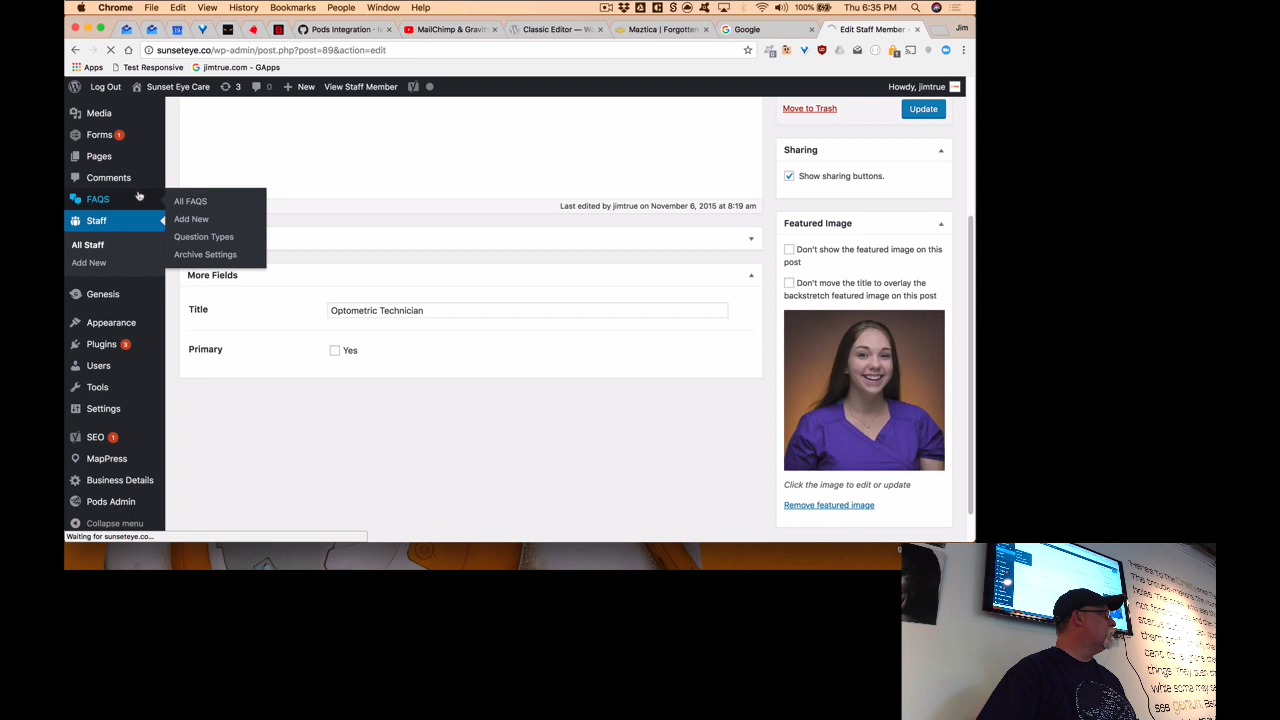 Chrome File Edit View History Bookmarks People Window Help 100% Thu 6:35 PM
Pods Integration - Is × MailChimp & Gravit × Classic Editor — Wo × Maztica | Forgotten × Google × Edit Staff Member × Jim
sunseteye.co/wp-admin/post.php?post=89&action=edit
Apps Test Responsive jimtrue.com - GApps
Log Out Sunset Eye Care 3 0 New View Staff Member Howdy, jimtrue
Media
Forms 1
Pages
Comments
FAQS
Staff
All Staff
Add New
Genesis
Appearance
Plugins 3
Users
Tools
Settings
SEO 1
MapPress
Business Details
Pods Admin
Collapse menu
Waiting for sunseteye.co...
All FAQS
Add New
Question Types
Archive Settings
Last edited by jimtrue on November 6, 2015 at 8:19 am
More Fields
Title Optometric Technician
Primary Yes
Move to Trash Update
Sharing
Show sharing buttons.
Featured Image
Don't show the featured image on this
post
Don't move the title to overlay the
backstretch featured image on this post
Click the image to edit or update
Remove featured image